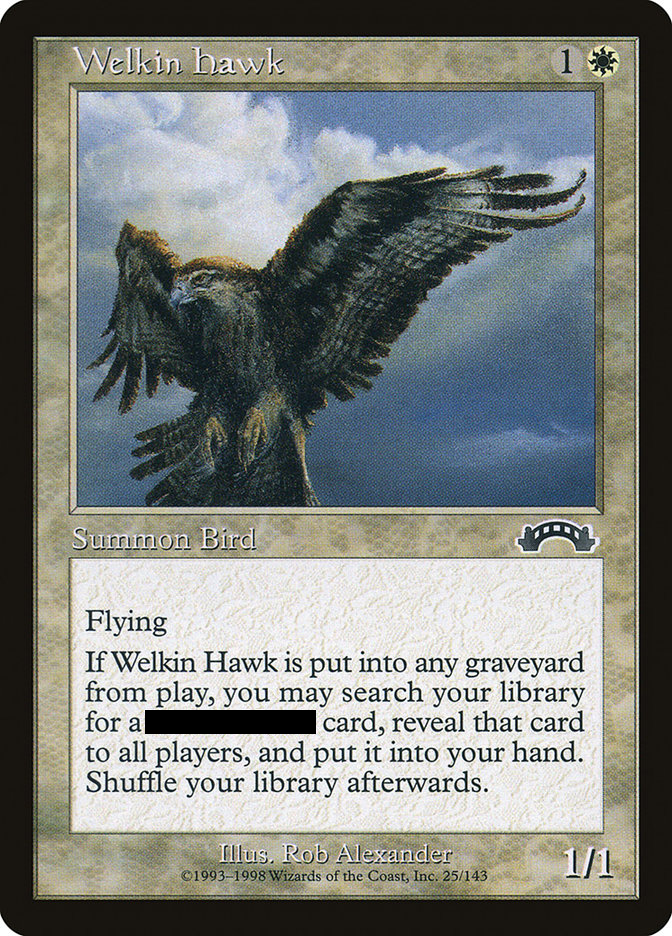 Welkin Hawk 1
Summon Bird
Flying
If Welkin Hawk is put into any graveyard
from play, you may search your library
for a card, reveal that card
to all players, and put it into your hand.
Shuffle your library afterwards.
Illus. Rob Alexander
1/1
©1993–1998 Wizards of the Coast, Inc. 25/143